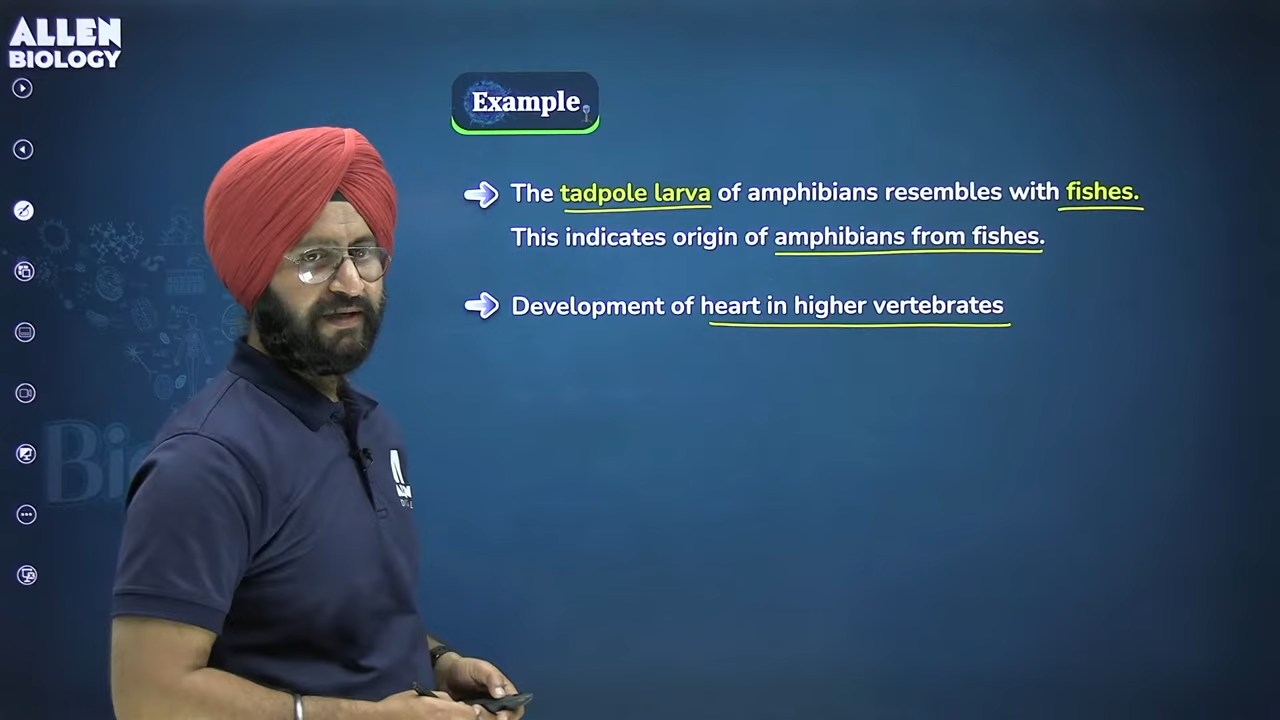 ALLEN
BIOLOGY
Example
The tadpole larva of amphibians resembles with fishes.
This indicates origin of amphibians from fishes.
Development of heart in higher vertebrates